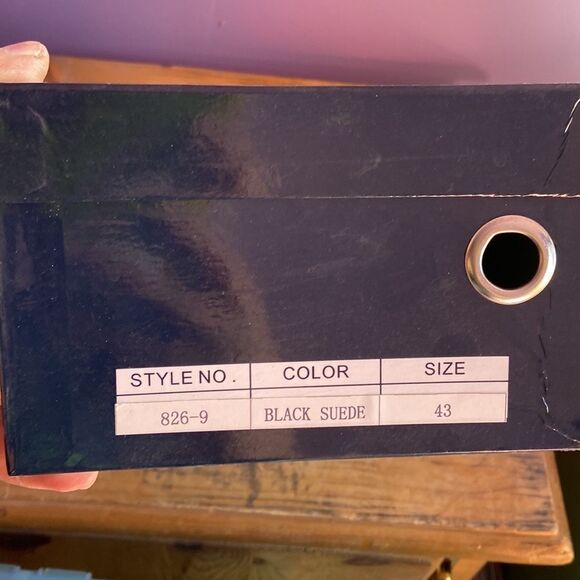 STYLE NO. COLOR SIZE
826-9 BLACK SUEDE 43